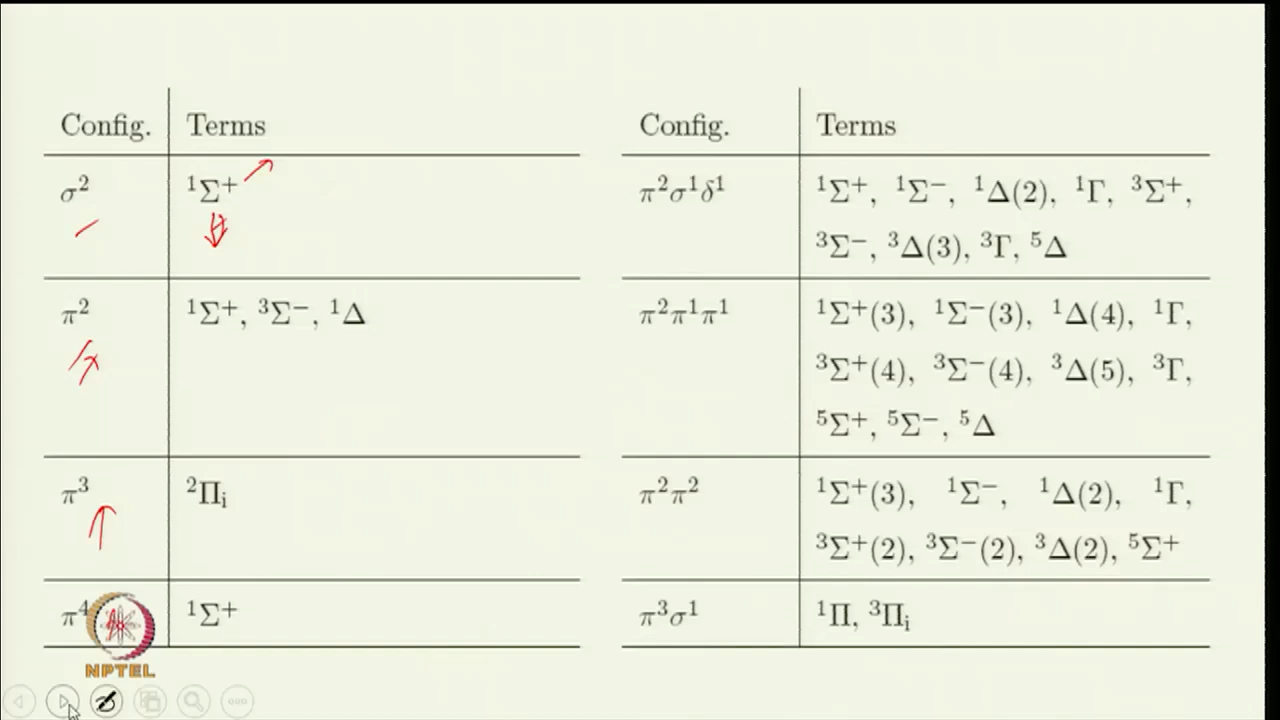 Config. Terms
σ² ¹Σ⁺
π² ¹Σ⁺, ³Σ⁻, ¹Δ
π³ ²Πᵢ
π⁴ ¹Σ⁺
Config. Terms
π²σ¹δ¹ ¹Σ⁺, ¹Σ⁻, ¹Δ(2), ¹Γ, ³Σ⁺,
³Σ⁻, ³Δ(3), ³Γ, ⁵Δ
π²π¹π¹ ¹Σ⁺(3), ¹Σ⁻(3), ¹Δ(4), ¹Γ,
³Σ⁺(4), ³Σ⁻(4), ³Δ(5), ³Γ,
⁵Σ⁺, ⁵Σ⁻, ⁵Δ
π²π² ¹Σ⁺(3), ¹Σ⁻, ¹Δ(2), ¹Γ,
³Σ⁺(2), ³Σ⁻(2), ³Δ(2), ⁵Σ⁺
π³σ¹ ¹Π, ³Πᵢ
NPTEL